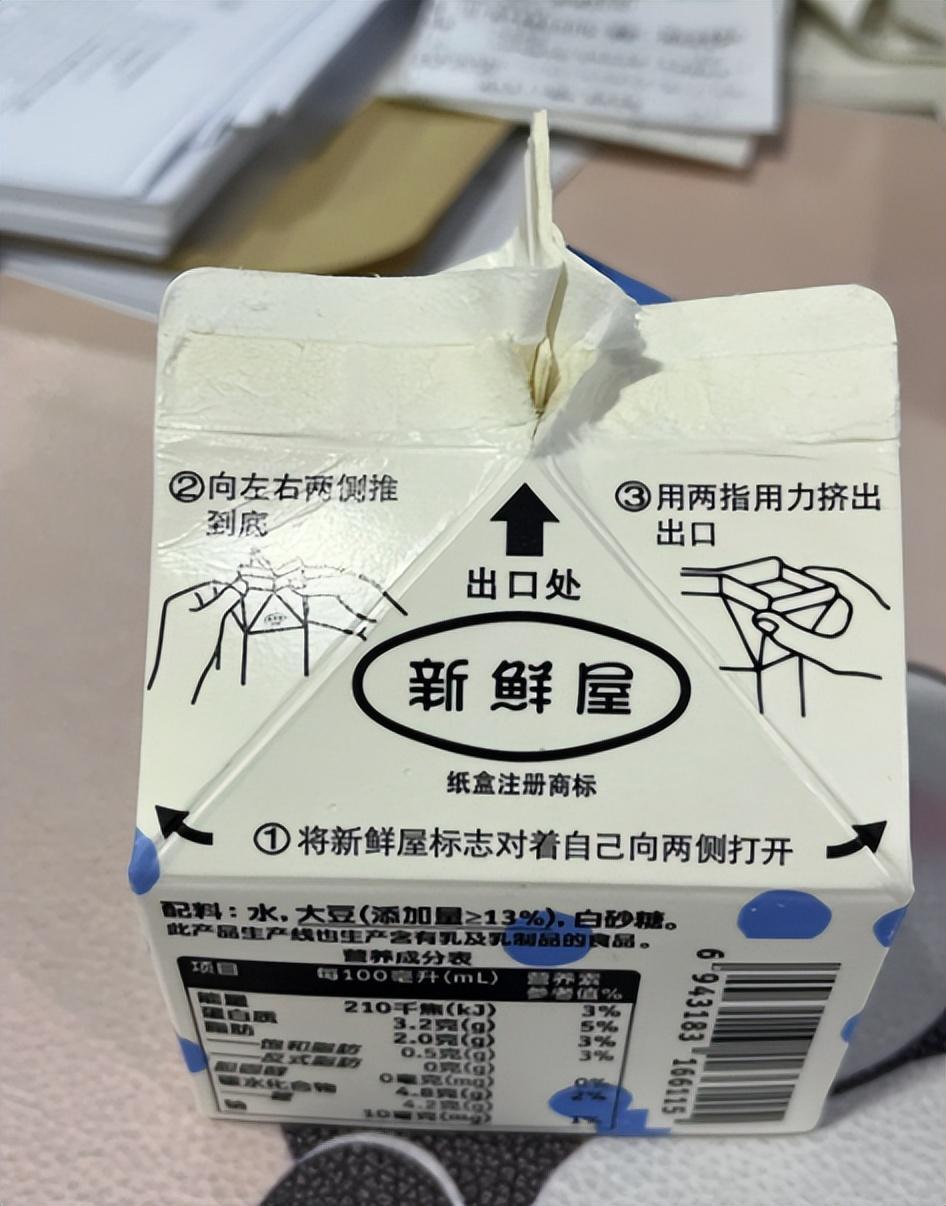 ②向左右两侧推
到底
③用两指用力挤出
出口
出口处
新鲜屋
纸盒注册商标
①将新鲜屋标志对着自己向两侧打开
配料：水，大豆(添加量≥13%)，白砂糖。
此产品生产线也生产含有乳及乳制品的食品。
营养成分表
项目 每100毫升(mL) 营养素参考值%
能量 210千焦(kJ) 3%
蛋白质 3.2克(g) 5%
脂肪 2.0克(g) 3%
——饱和脂肪 0.5克(g) 3%
——反式脂肪 0克(g)
胆固醇 0毫克(mg) 0%
碳水化合物 4.8克(g) 2%
——糖 4.2克(g)
钠 10毫克(mg) 1%
6 943183 166115